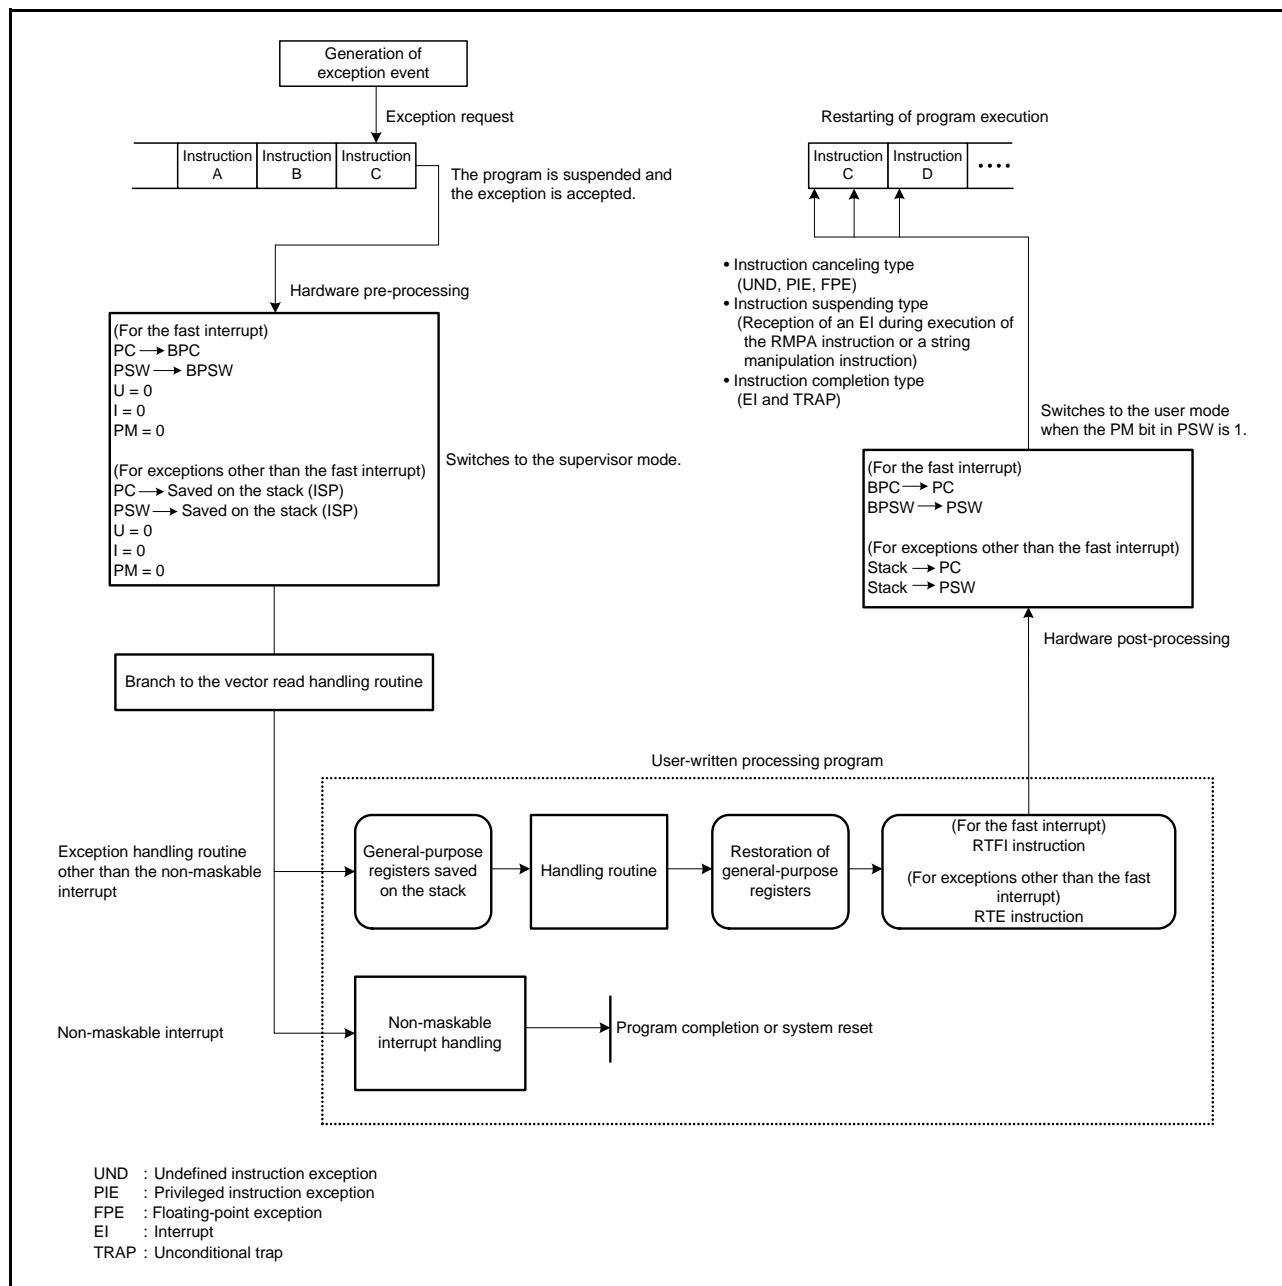 Generation of
exception event
Exception request
Instruction
A
Instruction
B
Instruction
C
The program is suspended and
the exception is accepted.
Hardware pre-processing
(For the fast interrupt)
PC → BPC
PSW → BPSW
U = 0
I = 0
PM = 0
(For exceptions other than the fast interrupt)
PC → Saved on the stack (ISP)
PSW → Saved on the stack (ISP)
U = 0
I = 0
PM = 0
Switches to the supervisor mode.
Branch to the vector read handling routine
Restarting of program execution
Instruction
C
Instruction
D
••••
• Instruction canceling type
(UND, PIE, FPE)
• Instruction suspending type
(Reception of an EI during execution of
the RMPA instruction or a string
manipulation instruction)
• Instruction completion type
(EI and TRAP)
Switches to the user mode
when the PM bit in PSW is 1.
(For the fast interrupt)
BPC → PC
BPSW → PSW
(For exceptions other than the fast interrupt)
Stack → PC
Stack → PSW
Hardware post-processing
User-written processing program
Exception handling routine
other than the non-maskable
interrupt
General-purpose
registers saved
on the stack
Handling routine
Restoration of
general-purpose
registers
(For the fast interrupt)
RTFI instruction
(For exceptions other than the fast
interrupt)
RTE instruction
Non-maskable interrupt
Non-maskable
interrupt handling
Program completion or system reset
UND : Undefined instruction exception
PIE : Privileged instruction exception
FPE : Floating-point exception
EI : Interrupt
TRAP : Unconditional trap